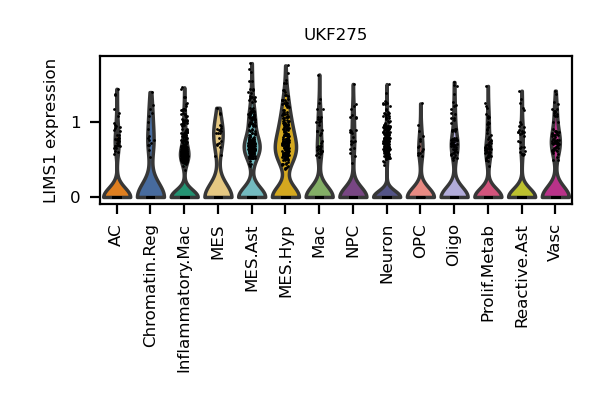 UKF275
LIMS1 expression
1
0
AC
Chromatin.Reg
Inflammatory.Mac
MES
MES.Ast
MES.Hyp
Mac
NPC
Neuron
OPC
Oligo
Prolif.Metab
Reactive.Ast
Vasc